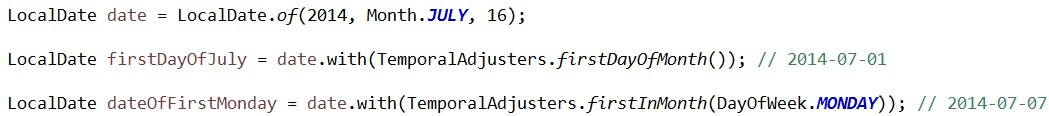 LocalDate date = LocalDate.of(2014, Month.JULY, 16);
LocalDate firstDayOfJuly = date.with(TemporalAdjusters.firstDayOfMonth()); // 2014-07-01
LocalDate dateOfFirstMonday = date.with(TemporalAdjusters.firstInMonth(DayOfWeek.MONDAY)); // 2014-07-07